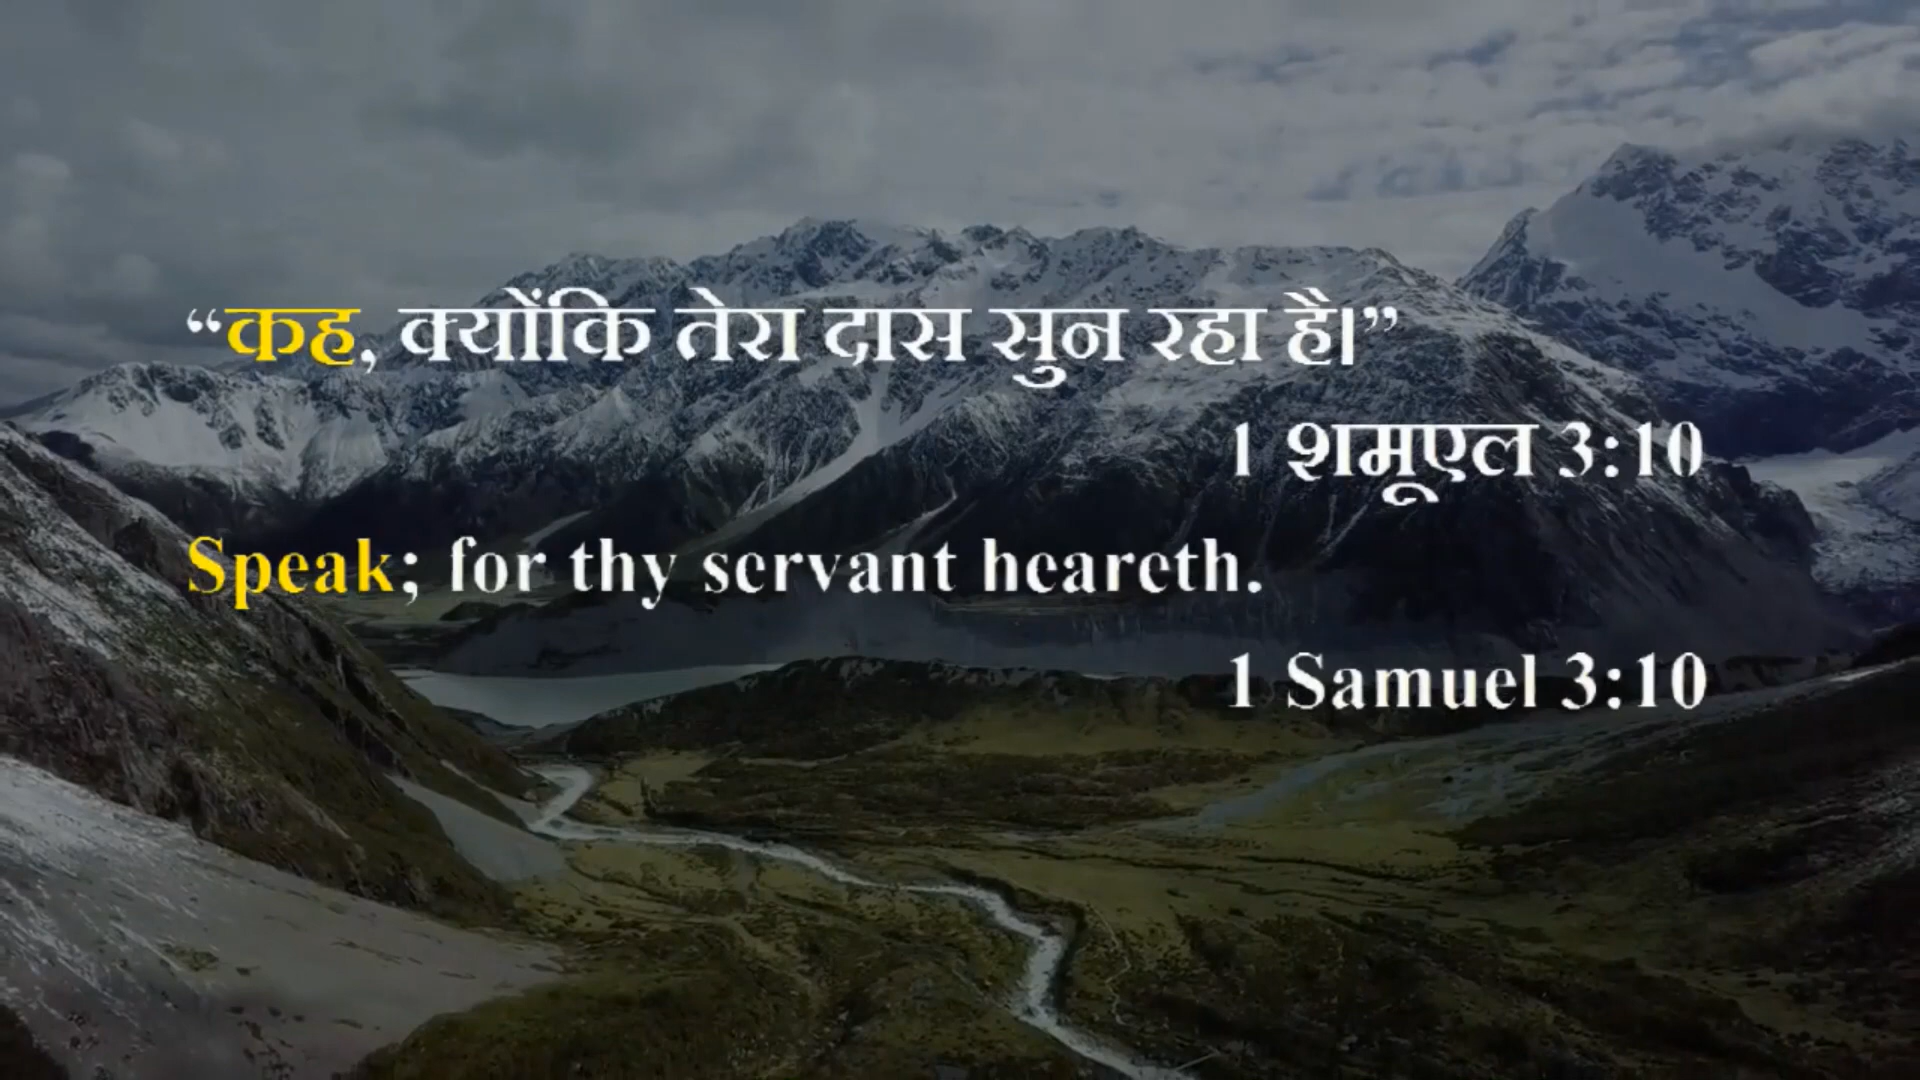 “कह, क्योंकि तेरा दास सुन रहा है।”
1 शमूएल 3:10
Speak; for thy servant heareth.
1 Samuel 3:10